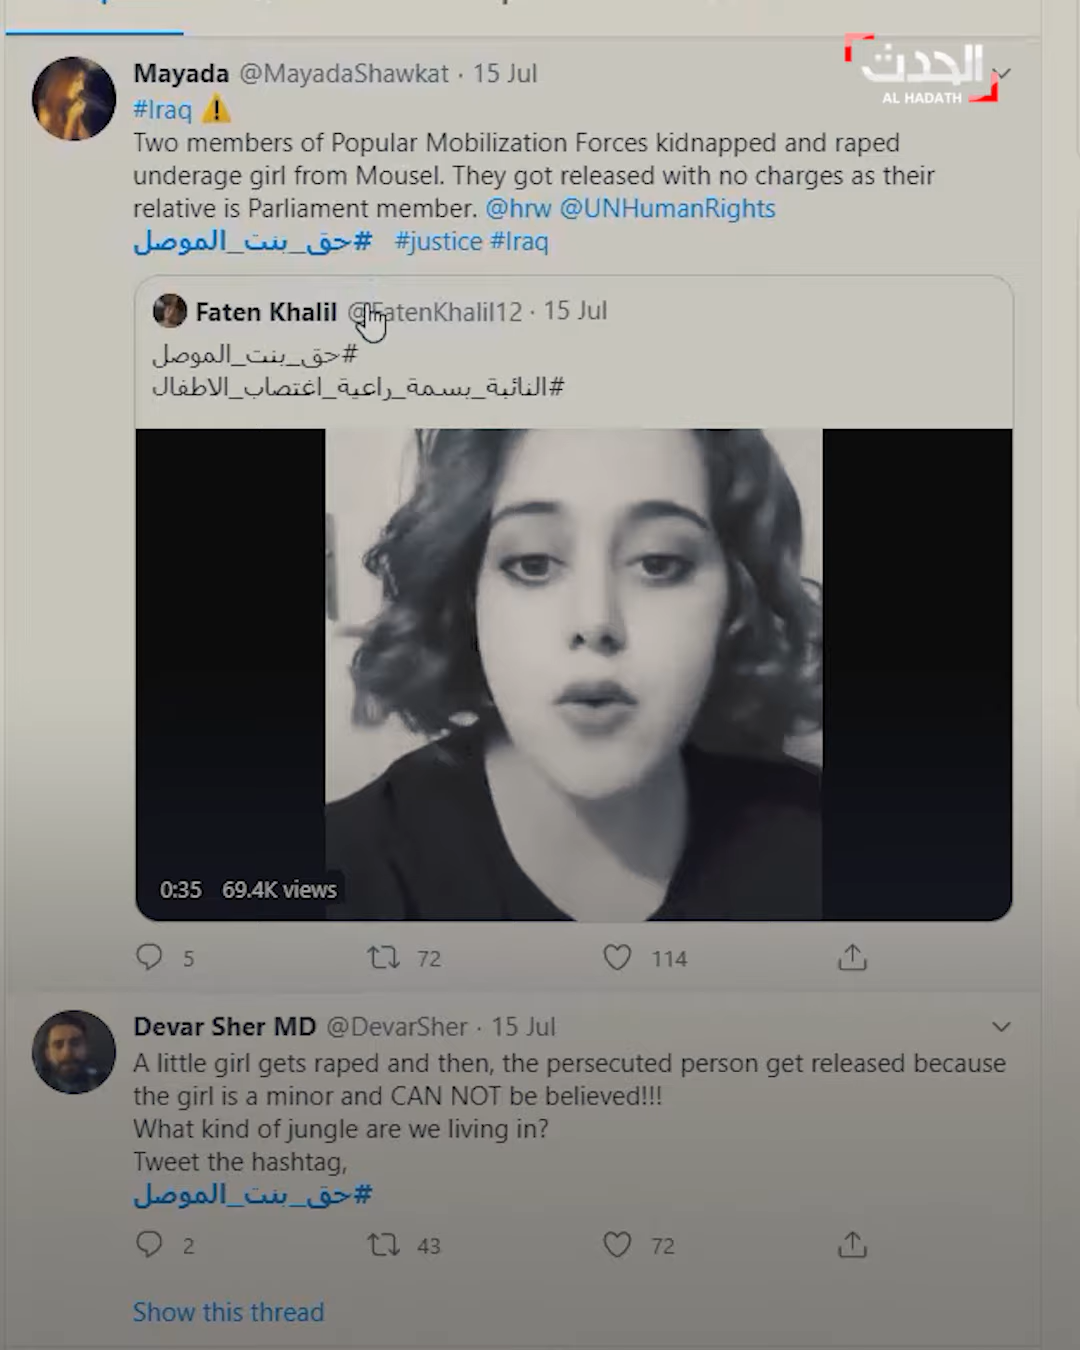 الحدث
AL HADATH
Mayada @MayadaShawkat · 15 Jul
#Iraq ⚠️
Two members of Popular Mobilization Forces kidnapped and raped
underage girl from Mousel. They got released with no charges as their
relative is Parliament member. @hrw @UNHumanRights
#حق_بنت_الموصل #justice #Iraq
Faten Khalil @FatenKhalil12 · 15 Jul
#حق_بنت_الموصل
#النائبة_بسمة_راعية_اغتصاب_الاطفال
0:35 69.4K views
5 72 114
Devar Sher MD @DevarSher · 15 Jul
A little girl gets raped and then, the persecuted person get released because
the girl is a minor and CAN NOT be believed!!!
What kind of jungle are we living in?
Tweet the hashtag,
#حق_بنت_الموصل
2 43 72
Show this thread